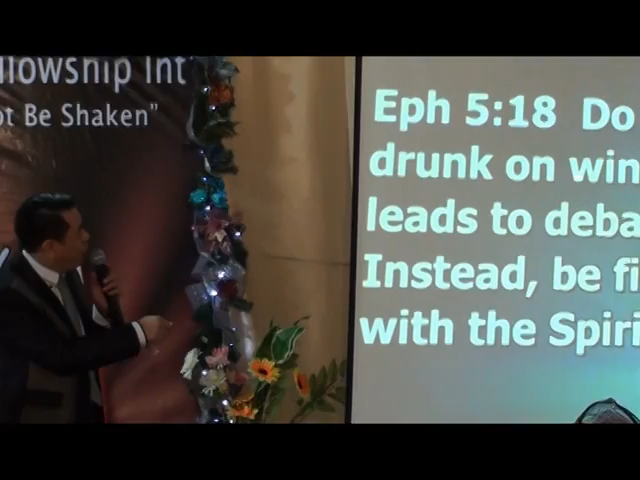 llowship Int'
ot Be Shaken"
Eph 5:18 Do
drunk on win
leads to deba
Instead, be fi
with the Spiri